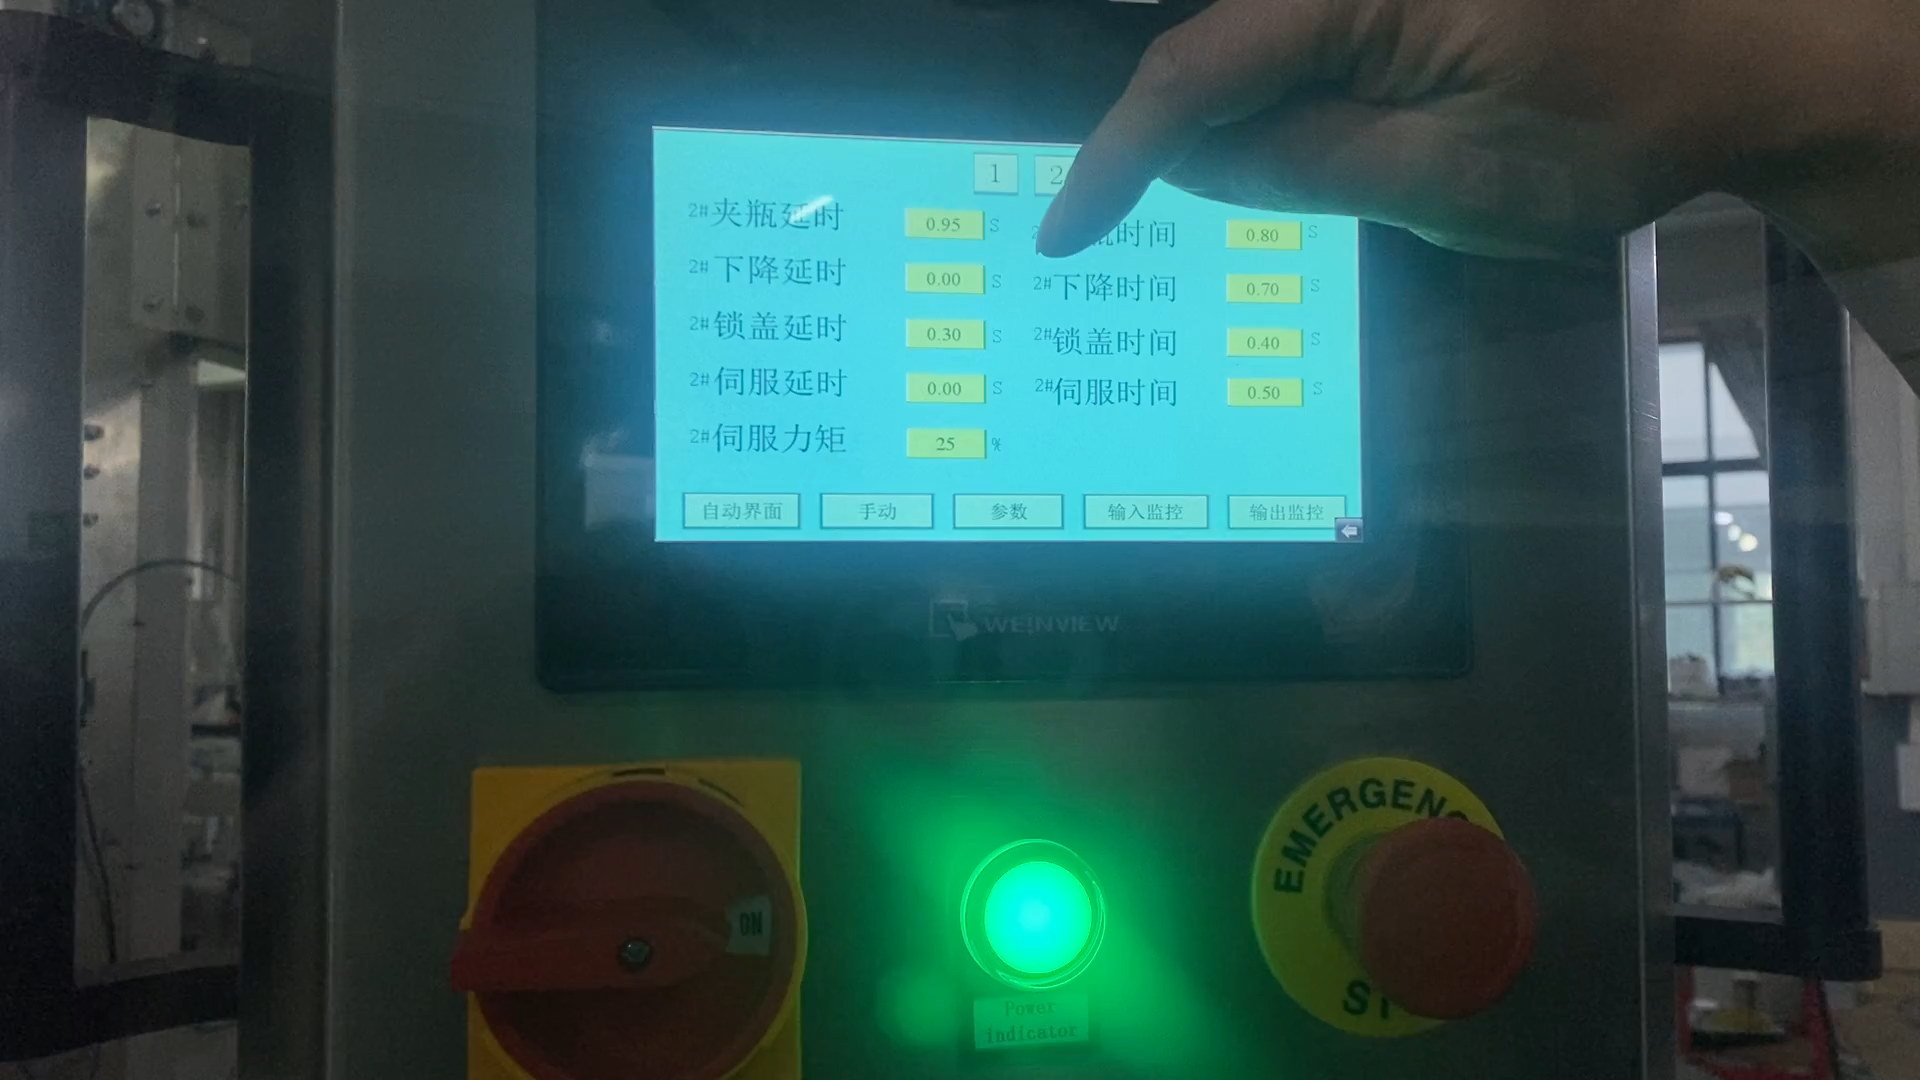 1 2
2#夹瓶延时 0.95 S 瓶时间 0.80 S
2#下降延时 0.00 S 2#下降时间 0.70 S
2#锁盖延时 0.30 S 2#锁盖时间 0.40 S
2#伺服延时 0.00 S 2#伺服时间 0.50 S
2#伺服力矩 25 %
自动界面 手动 参数 输入监控 输出监控
WEINVIEW
ON
Power
indicator
EMERGENC
ST